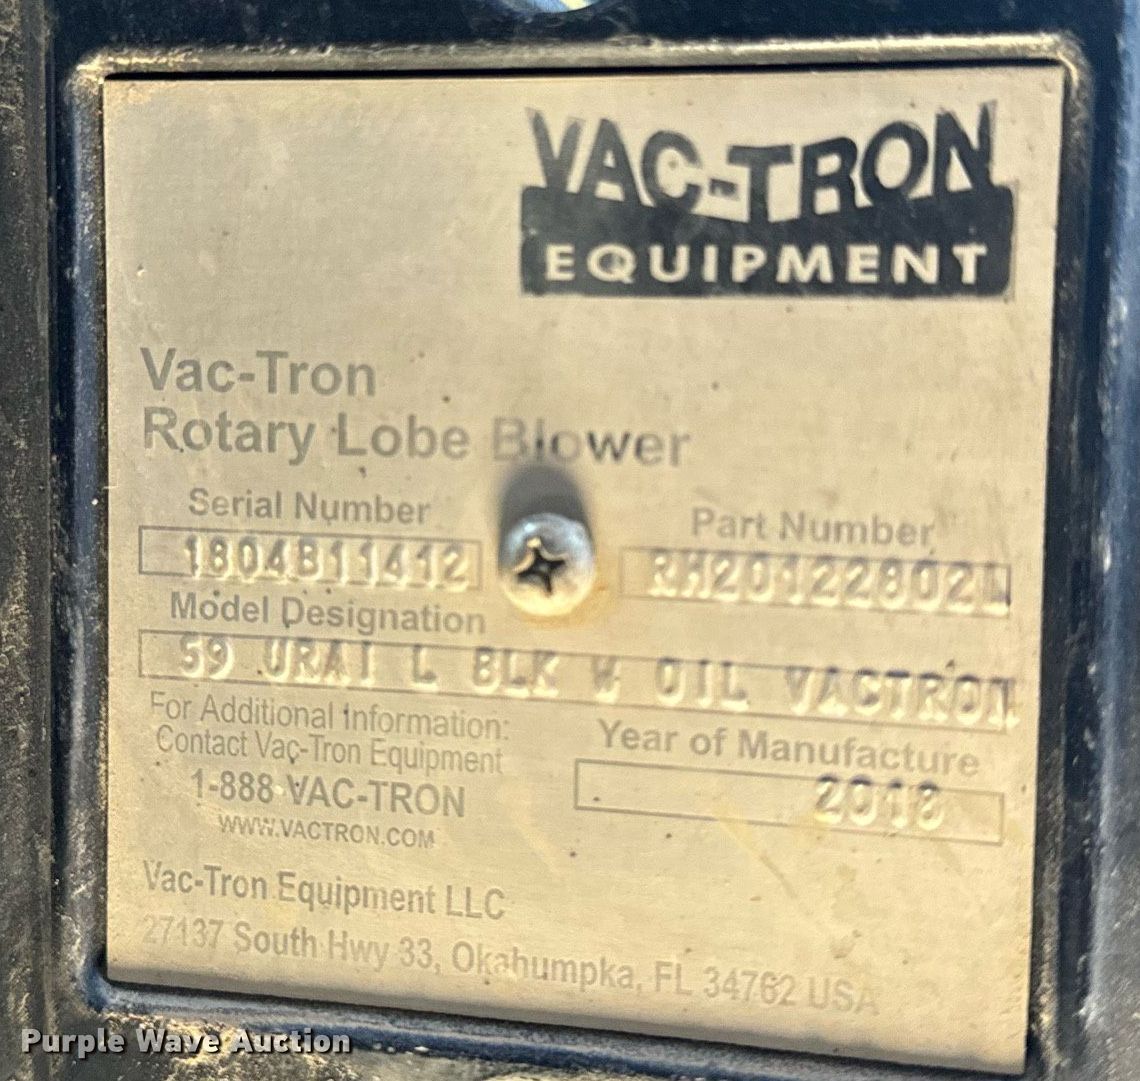 VAC-TRON
EQUIPMENT
Vac-Tron
Rotary Lobe Blower
Serial Number
1804B11412
Part Number
RM20122802L
Model Designation
59 URAI L BLK W OIL VACTRON
For Additional Information:
Contact Vac-Tron Equipment
1-888-VAC-TRON
WWW.VACTRON.COM
Year of Manufacture
2018
Vac-Tron Equipment LLC
27137 South Hwy 33, Okahumpka, FL 34762 USA
Purple Wave Auction